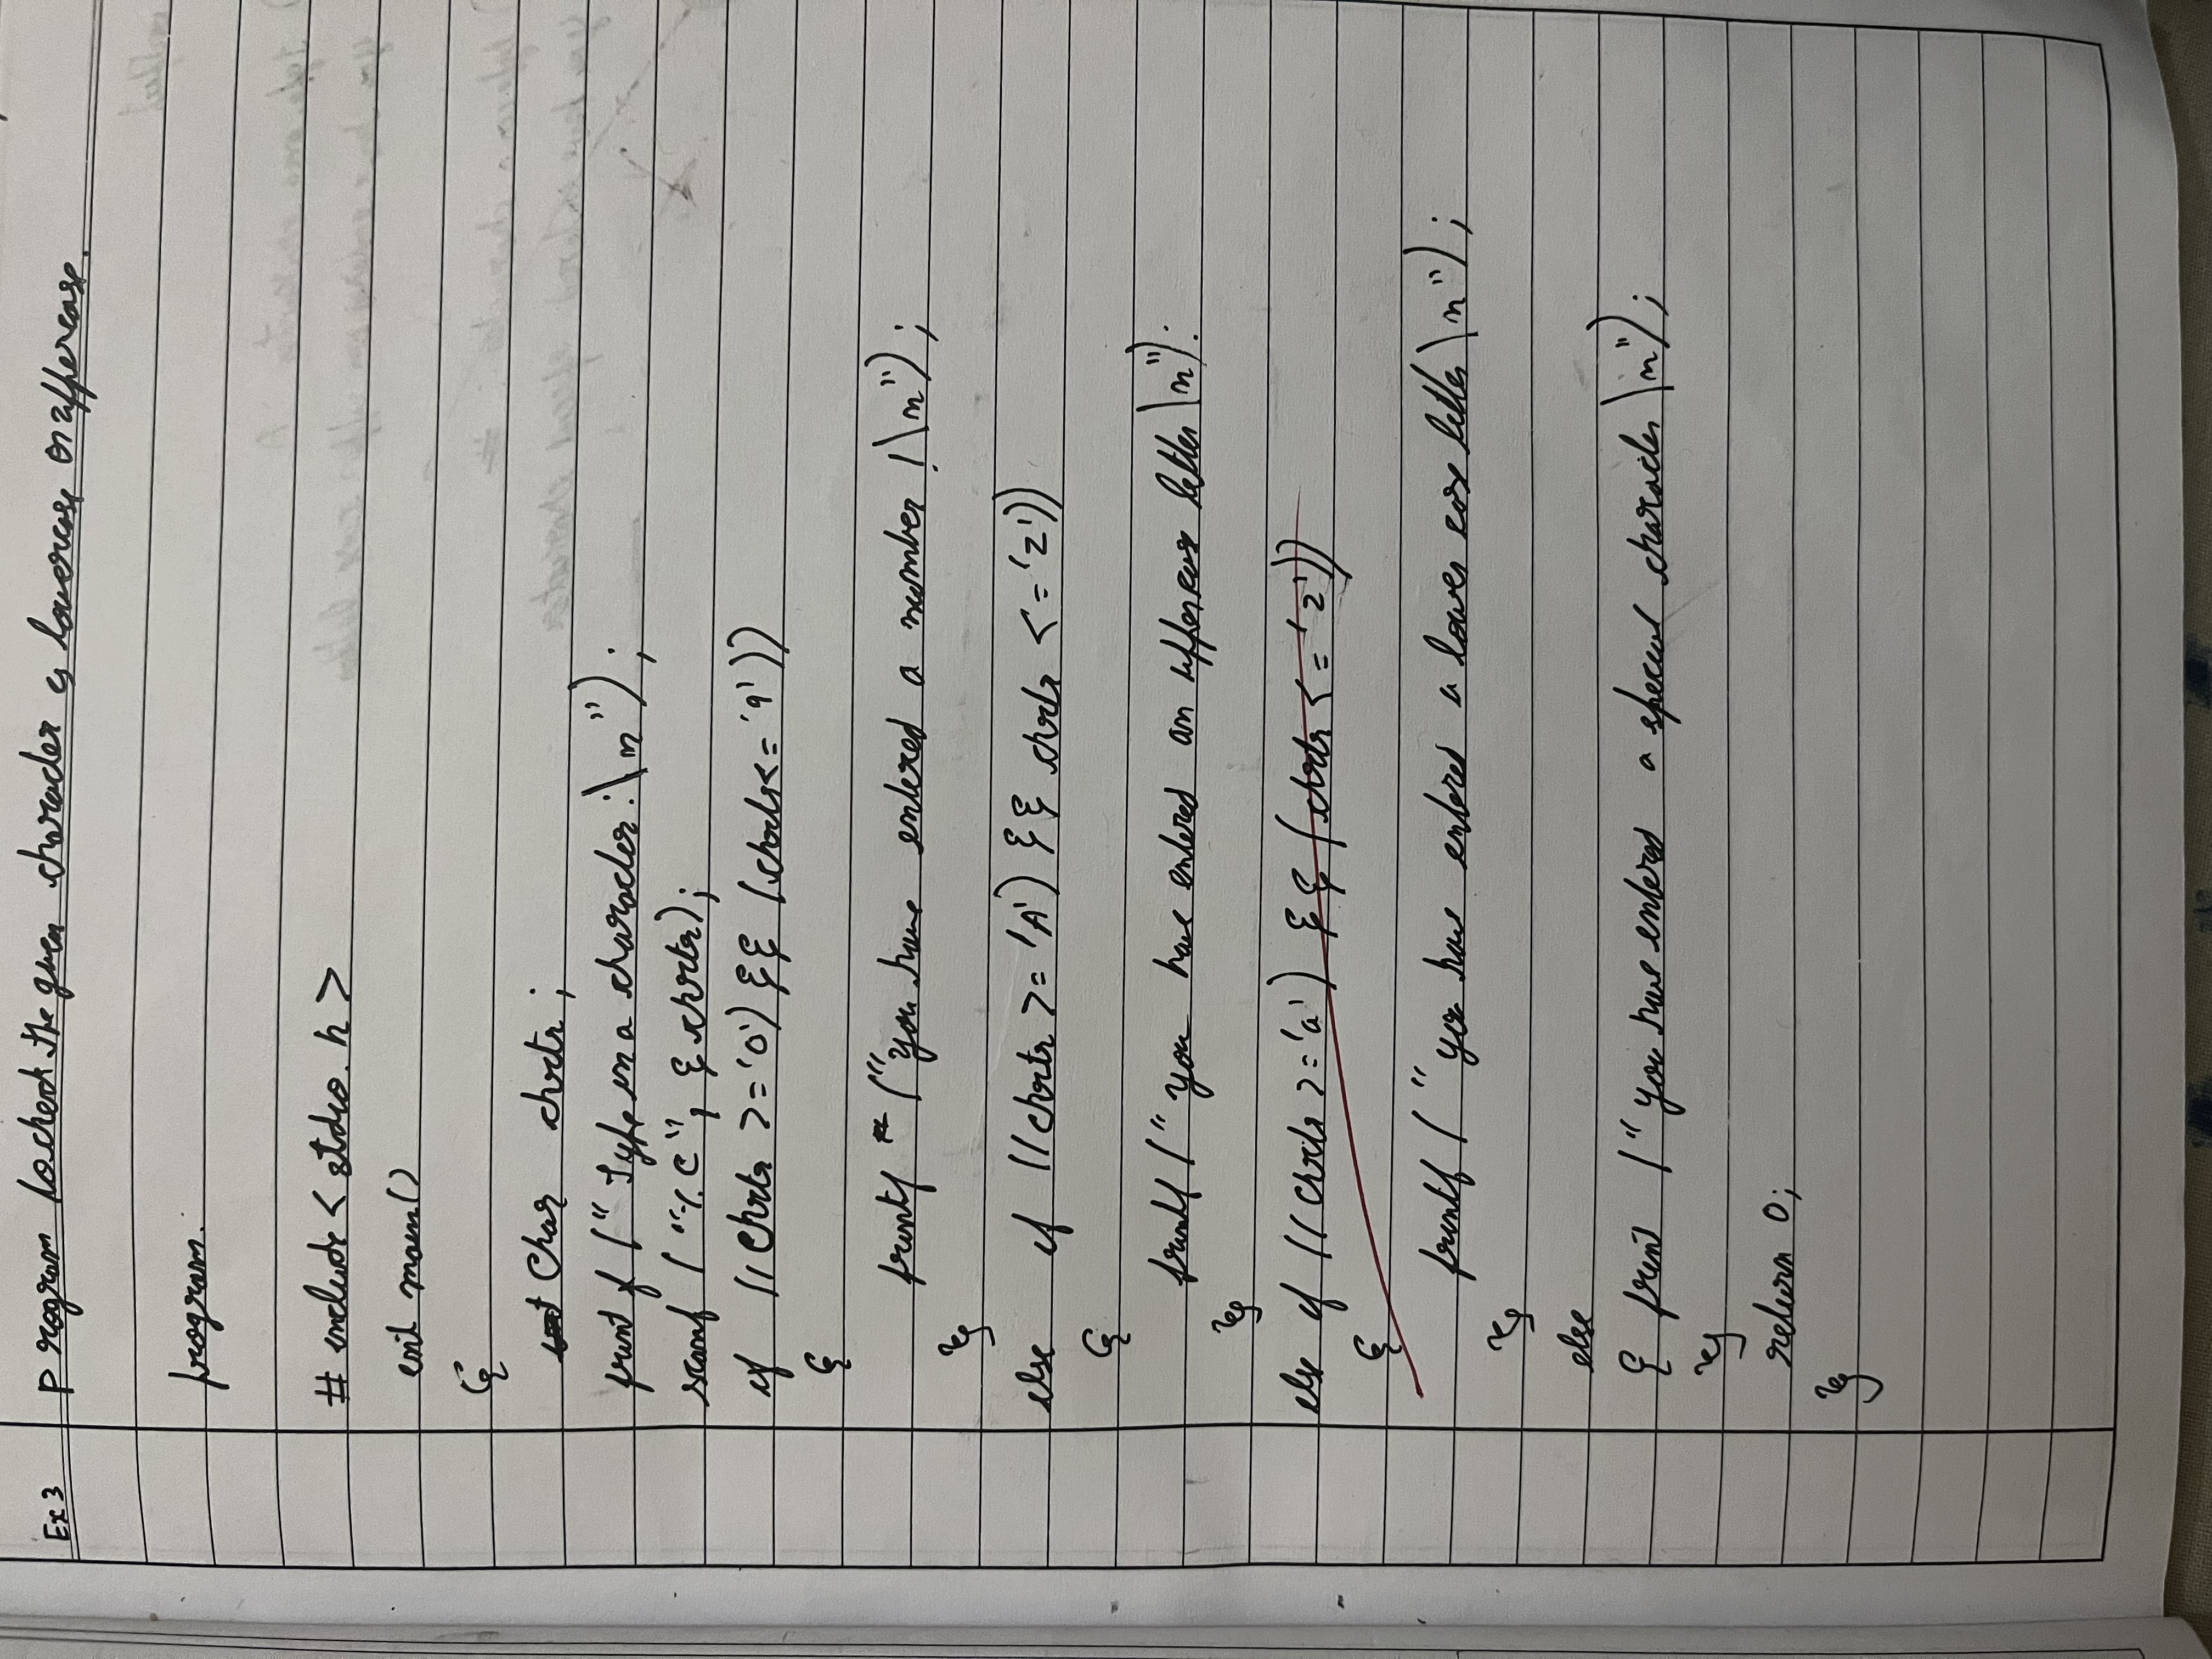 Ex 3 Program to check the given character is lowercase or uppercase.
program.
# include < stdio.h >
int main()
{
char chrtr ;
printf ("Type in a character :\n");
scanf ("%c", &chrtr);
if ((chrtr >= '0') && (chrtr <= '9'))
{
printf ("you have entered a number !\n");
}
else if ((chrtr >= 'A') && chrtr <= 'Z'))
{
printf (" you have entered an uppercase letter \n"):
}
else if ((chrtr >= 'a') && (chrtr <= 'z'))
{
printf ( "you have entered a lower case letter \n");
}
else
{ print (" you have entered a special character \n");
}
return 0;
}